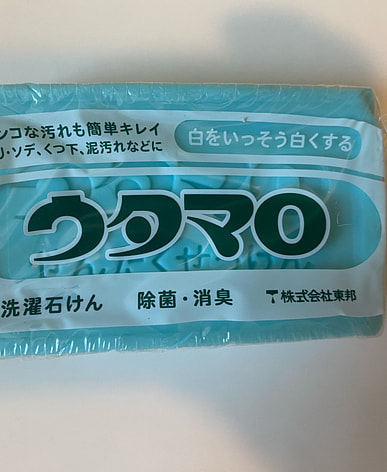 ンコな汚れも簡単キレイ
リ・ソデ、くつ下、泥汚れなどに
白をいっそう白くする
ウタマロ
洗濯石けん
除菌・消臭
株式会社東邦